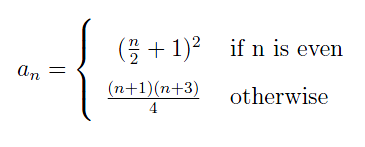 a_n = { (n/2 + 1)² if n is even
(n+1)(n+3)/4 otherwise